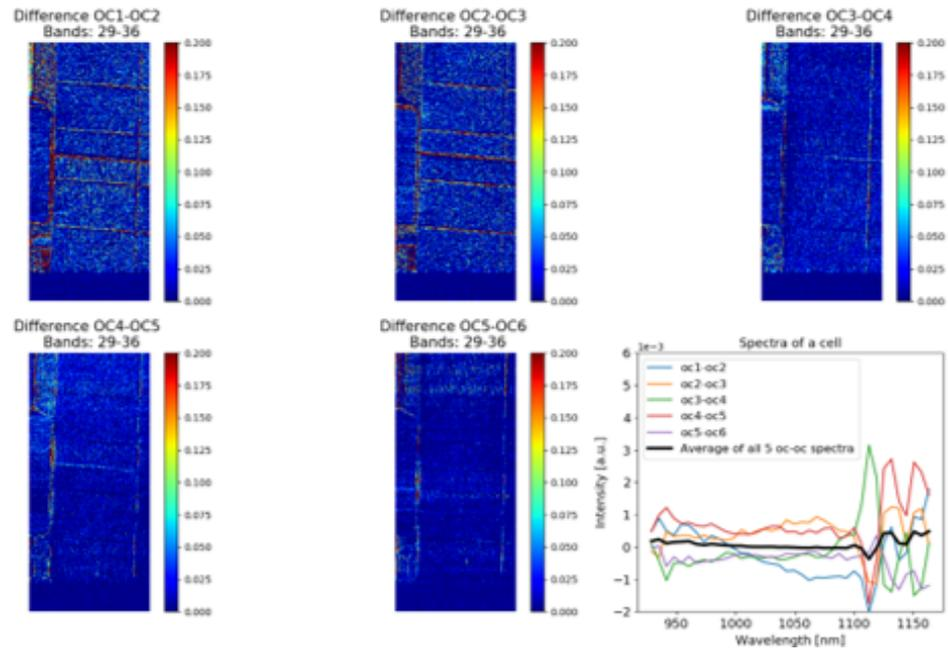 Difference OC1-OC2
Bands: 29-36
0.200
0.175
0.150
0.125
0.100
0.075
0.050
0.025
0.000
Difference OC2-OC3
Bands: 29-36
0.200
0.175
0.150
0.125
0.100
0.075
0.050
0.025
0.000
Difference OC3-OC4
Bands: 29-36
0.200
0.175
0.150
0.125
0.100
0.075
0.050
0.025
0.000
Difference OC4-OC5
Bands: 29-36
0.200
0.175
0.150
0.125
0.100
0.075
0.050
0.025
0.000
Difference OC5-OC6
Bands: 29-36
0.200
0.175
0.150
0.125
0.100
0.075
0.050
0.025
0.000
Spectra of a cell
1e−3
6
5
4
3
2
1
0
−1
−2
Intensity [a.u.]
oc1-oc2
oc2-oc3
oc3-oc4
oc4-oc5
oc5-oc6
Average of all 5 oc-oc spectra
950 1000 1050 1100 1150
Wavelength [nm]